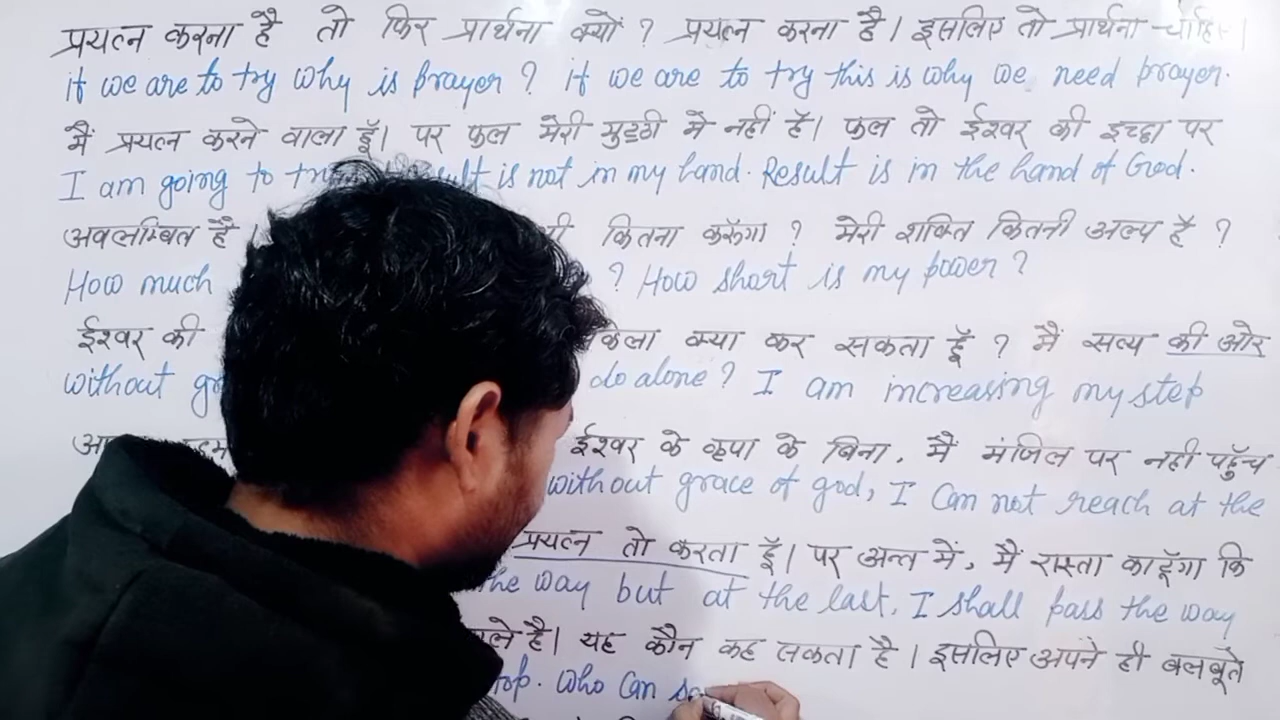 प्रयत्न करना है तो फिर प्रार्थना क्यों ? प्रयत्न करना है। इसलिए तो प्रार्थना
if we are to try why is prayer ? if we are to try this is why we need prayer.
मैं प्रयत्न करने वाला हूँ। पर फल मेरी मुठ्ठी में नहीं है। फल तो ईश्वर की इच्छा पर
I am going to is not in my hand. Result is in the hand of God.
अवलम्बित है। कितना करूँगा ? मेरी शक्ति कितनी अल्प है ?
How much ? How short is my power ?
ईश्वर की क्या कर सकता हूँ ? मैं सत्य की ओर
without do alone ? I am increasing my step
ईश्वर के कृपा के बिना, मैं मंजिल पर नही पहुँच
without grace of god, I Can not reach at the
प्रयत्न तो करता हूँ। पर अन्त में, मैं रास्ता काटूँगा कि
the way but at the last, I shall pass the way
है। यह कौन कह सकता है। इसलिए अपने ही बलबूते
Who Can